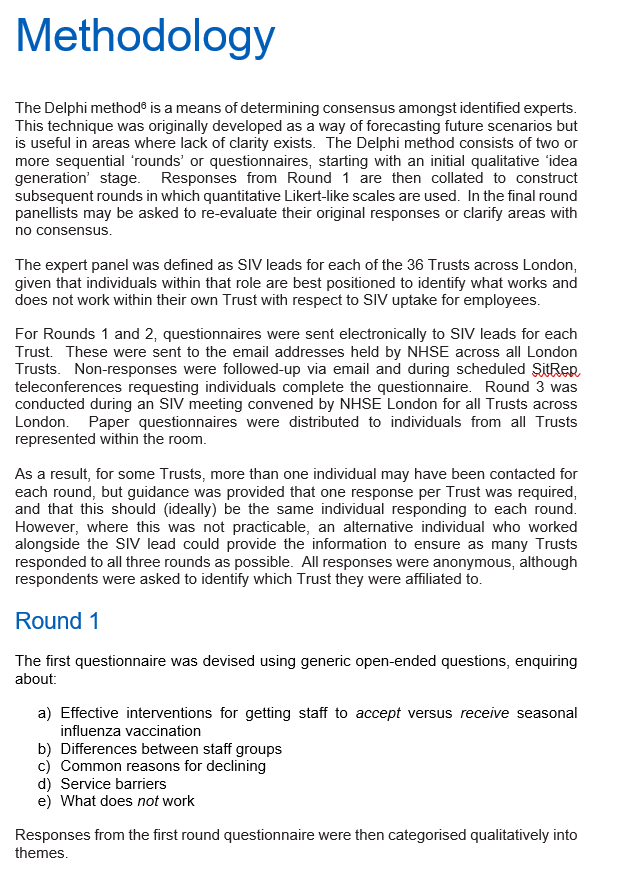 Methodology
The Delphi method⁶ is a means of determining consensus amongst identified experts.
This technique was originally developed as a way of forecasting future scenarios but
is useful in areas where lack of clarity exists. The Delphi method consists of two or
more sequential ‘rounds’ or questionnaires, starting with an initial qualitative ‘idea
generation’ stage. Responses from Round 1 are then collated to construct
subsequent rounds in which quantitative Likert-like scales are used. In the final round
panellists may be asked to re-evaluate their original responses or clarify areas with
no consensus.
The expert panel was defined as SIV leads for each of the 36 Trusts across London,
given that individuals within that role are best positioned to identify what works and
does not work within their own Trust with respect to SIV uptake for employees.
For Rounds 1 and 2, questionnaires were sent electronically to SIV leads for each
Trust. These were sent to the email addresses held by NHSE across all London
Trusts. Non-responses were followed-up via email and during scheduled SitRep
teleconferences requesting individuals complete the questionnaire. Round 3 was
conducted during an SIV meeting convened by NHSE London for all Trusts across
London. Paper questionnaires were distributed to individuals from all Trusts
represented within the room.
As a result, for some Trusts, more than one individual may have been contacted for
each round, but guidance was provided that one response per Trust was required,
and that this should (ideally) be the same individual responding to each round.
However, where this was not practicable, an alternative individual who worked
alongside the SIV lead could provide the information to ensure as many Trusts
responded to all three rounds as possible. All responses were anonymous, although
respondents were asked to identify which Trust they were affiliated to.
Round 1
The first questionnaire was devised using generic open-ended questions, enquiring
about:
a) Effective interventions for getting staff to accept versus receive seasonal
influenza vaccination
b) Differences between staff groups
c) Common reasons for declining
d) Service barriers
e) What does not work
Responses from the first round questionnaire were then categorised qualitatively into
themes.